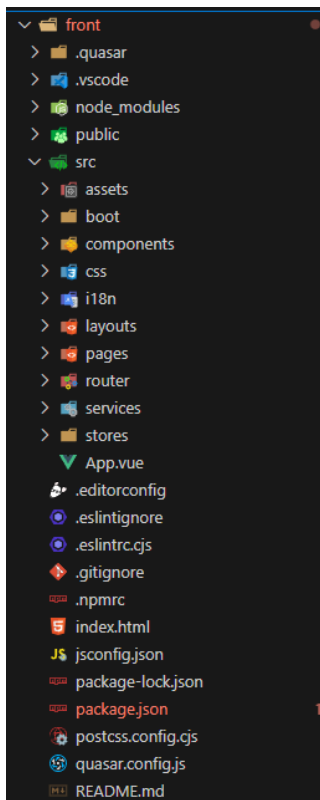 front
.quasar
.vscode
node_modules
public
src
assets
boot
components
css
i18n
layouts
pages
router
services
stores
App.vue
.editorconfig
.eslintignore
.eslintrc.cjs
.gitignore
.npmrc
index.html
jsconfig.json
package-lock.json
package.json 1
postcss.config.cjs
quasar.config.js
README.md